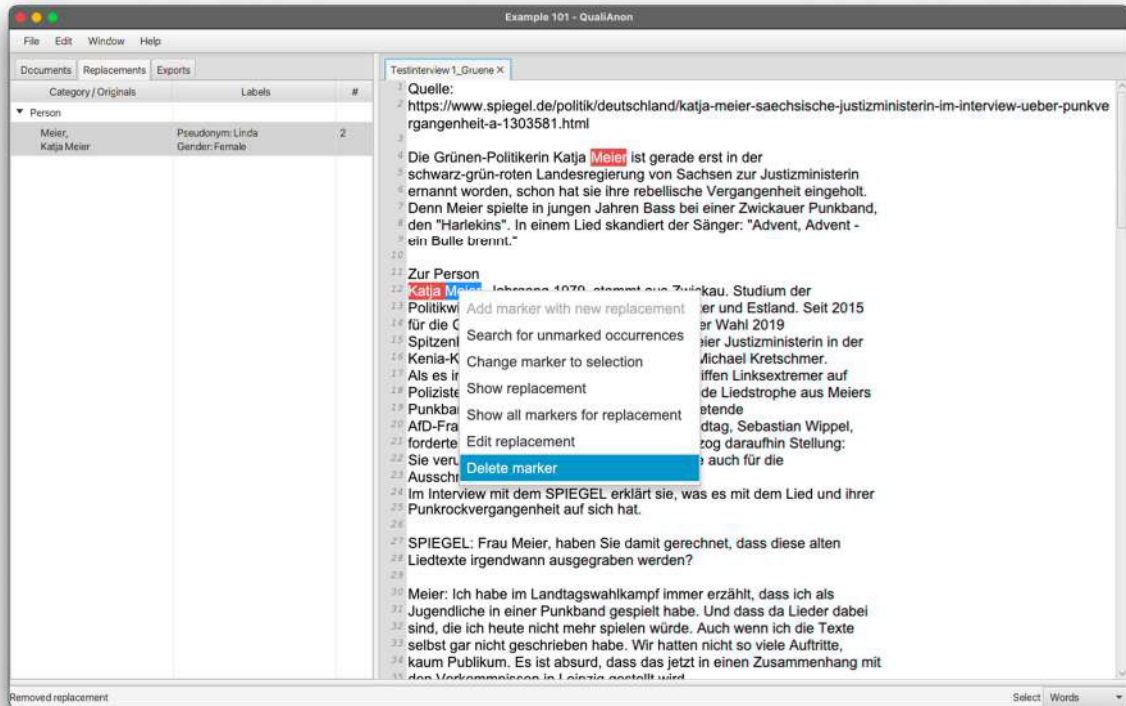 Example 101 - QualiAnon
File Edit Window Help
Documents Replacements Exports
Category / Originals Labels #
Person
Meier, Pseudonym: Linda 2
Katja Meier Gender: Female
Testinterview 1_Gruene X
1 Quelle:
2 https://www.spiegel.de/politik/deutschland/katja-meier-saechsische-justizministerin-im-interview-ueber-punkve
rgangenheit-a-1303581.html
3
4 Die Grünen-Politikerin Katja Meier ist gerade erst in der
5 schwarz-grün-roten Landesregierung von Sachsen zur Justizministerin
6 ernannt worden, schon hat sie ihre rebellische Vergangenheit eingeholt.
7 Denn Meier spielte in jungen Jahren Bass bei einer Zwickauer Punkband,
8 den "Harlekins". In einem Lied skandiert der Sänger: "Advent, Advent -
9 ein Bulle brennt."
10
11 Zur Person
12 Katja Meier, Jahrgang 1979, stammt aus Zwickau. Studium der
13 Politikwi ter und Estland. Seit 2015
14 für die G er Wahl 2019
15 Spitzenk eier Justizministerin in der
16 Kenia-K Michael Kretschmer.
17 Als es in iffen Linksextremer auf
18 Poliziste de Liedstrophe aus Meiers
19 Punkba etende
20 AfD-Fra dtag, Sebastian Wippel,
21 forderte zog daraufhin Stellung:
22 Sie veru e auch für die
23 Ausschr
24 Im Interview mit dem SPIEGEL erklärt sie, was es mit dem Lied und ihrer
25 Punkrockvergangenheit auf sich hat.
26
27 SPIEGEL: Frau Meier, haben Sie damit gerechnet, dass diese alten
28 Liedtexte irgendwann ausgegraben werden?
29
30 Meier: Ich habe im Landtagswahlkampf immer erzählt, dass ich als
31 Jugendliche in einer Punkband gespielt habe. Und dass da Lieder dabei
32 sind, die ich heute nicht mehr spielen würde. Auch wenn ich die Texte
33 selbst gar nicht geschrieben habe. Wir hatten nicht so viele Auftritte,
34 kaum Publikum. Es ist absurd, dass das jetzt in einen Zusammenhang mit
35 den Vorkommnissen in Leipzig gestellt wird
Add marker with new replacement
Search for unmarked occurrences
Change marker to selection
Show replacement
Show all markers for replacement
Edit replacement
Delete marker
Removed replacement
Select Words